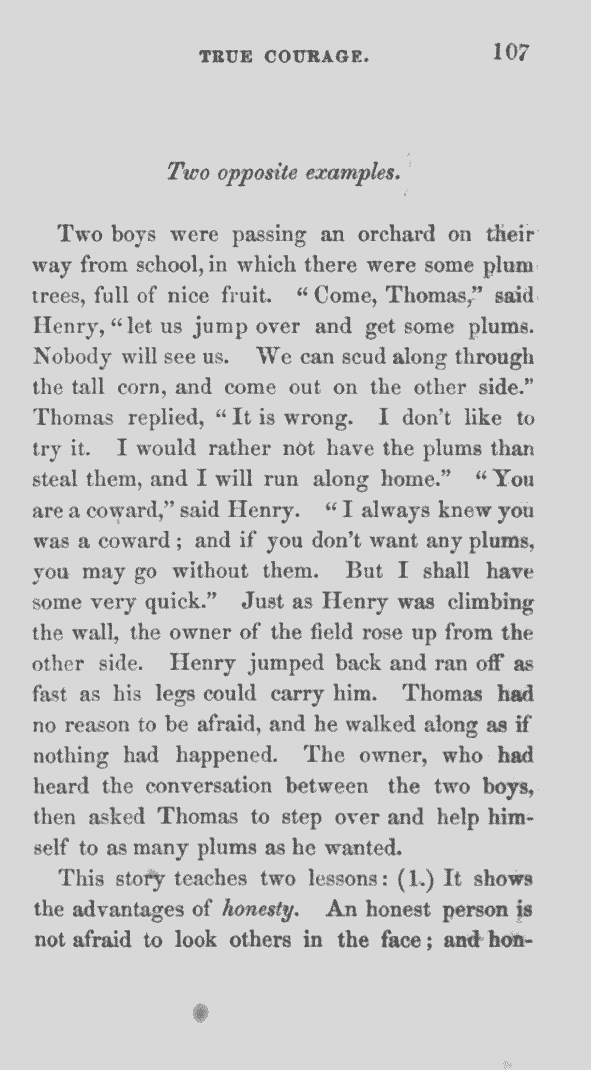 TRUE COURAGE. 107
Two opposite examples.
Two boys were passing an orchard on their
way from school, in which there were some plum
trees, full of nice fruit. “ Come, Thomas,” said
Henry, “ let us jump over and get some plums.
Nobody will see us. We can scud along through
the tall corn, and come out on the other side.”
Thomas replied, “ It is wrong. I don’t like to
try it. I would rather not have the plums than
steal them, and I will run along home.” “ You
are a coward,” said Henry. “ I always knew you
was a coward ; and if you don’t want any plums,
you may go without them. But I shall have
some very quick.” Just as Henry was climbing
the wall, the owner of the field rose up from the
other side. Henry jumped back and ran off as
fast as his legs could carry him. Thomas had
no reason to be afraid, and he walked along as if
nothing had happened. The owner, who had
heard the conversation between the two boys,
then asked Thomas to step over and help him-
self to as many plums as he wanted.
This story teaches two lessons : (1.) It shows
the advantages of honesty. An honest person is
not afraid to look others in the face ; and hon-